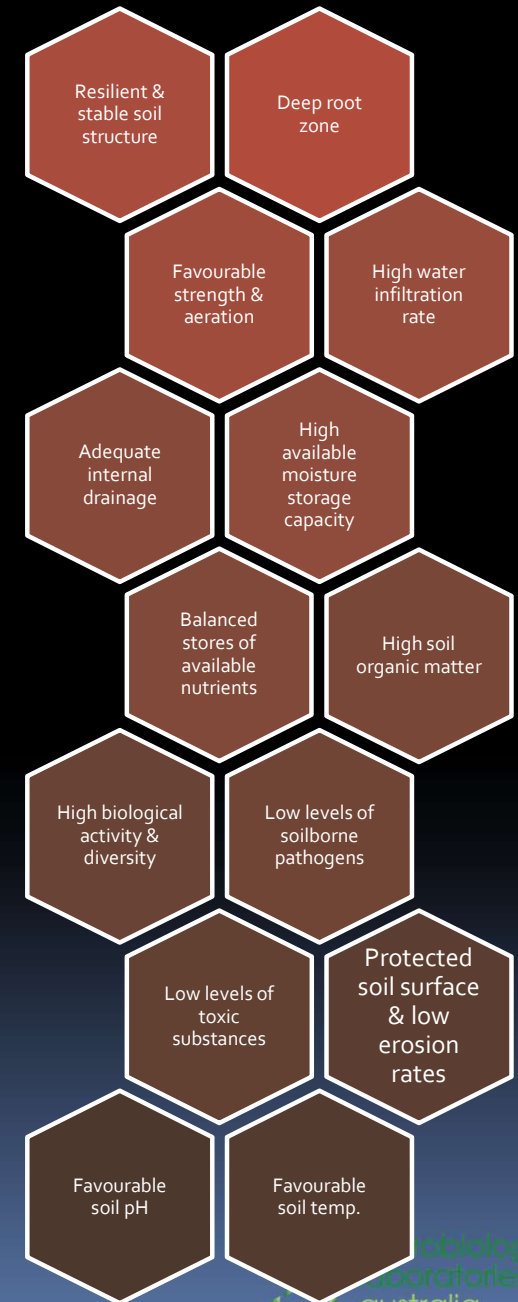 Resilient &
stable soil
structure
Deep root
zone
Favourable
strength &
aeration
High water
infiltration
rate
Adequate
internal
drainage
High
available
moisture
storage
capacity
Balanced
stores of
available
nutrients
High soil
organic matter
High biological
activity &
diversity
Low levels of
soilborne
pathogens
Low levels of
toxic
substances
Protected
soil surface
& low
erosion
rates
Favourable
soil pH
Favourable
soil temp.
australia